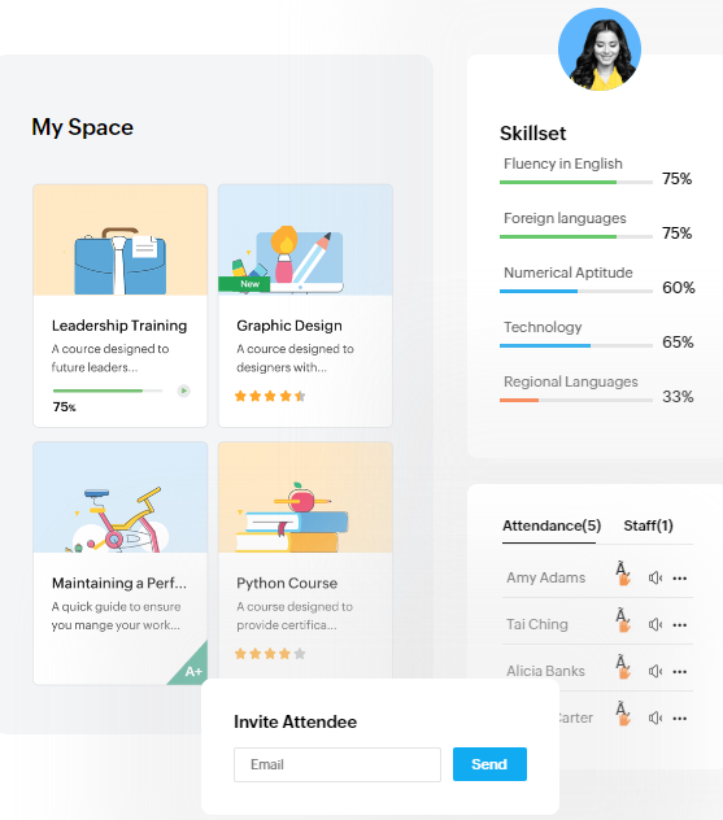 My Space
New
Leadership Training
A cource designed to
future leaders...
75%
Graphic Design
A cource designed to
designers with...
Maintaining a Perf...
A quick guide to ensure
you mange your work...
A+
Python Course
A course designed to
provide certifica...
Skillset
Fluency in English
75%
Foreign languages
75%
Numerical Aptitude
60%
Technology
65%
Regional Languages
33%
Attendance(5) Staff(1)
Amy Adams Ã
Tai Ching Ã
Alicia Banks Ã
Carter Ã
Invite Attendee
Email
Send